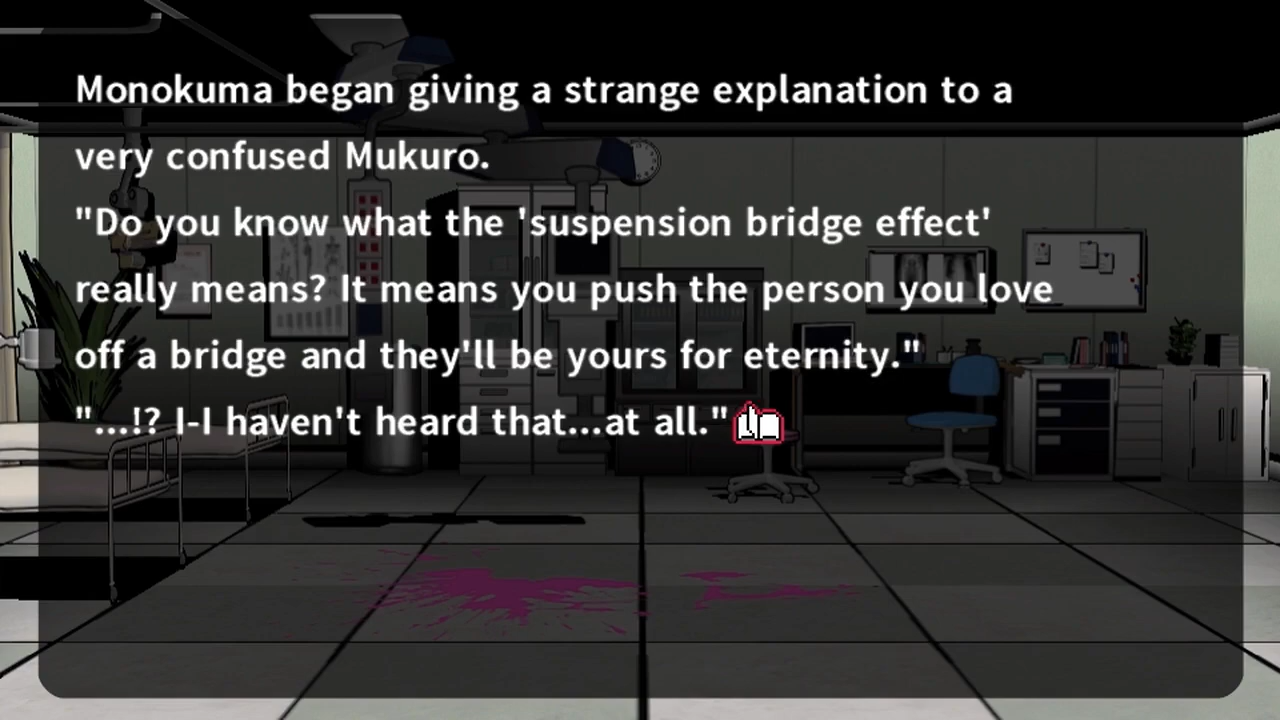 Monokuma began giving a strange explanation to a
very confused Mukuro.
"Do you know what the 'suspension bridge effect'
really means? It means you push the person you love
off a bridge and they'll be yours for eternity."
"...!? I-I haven't heard that...at all."